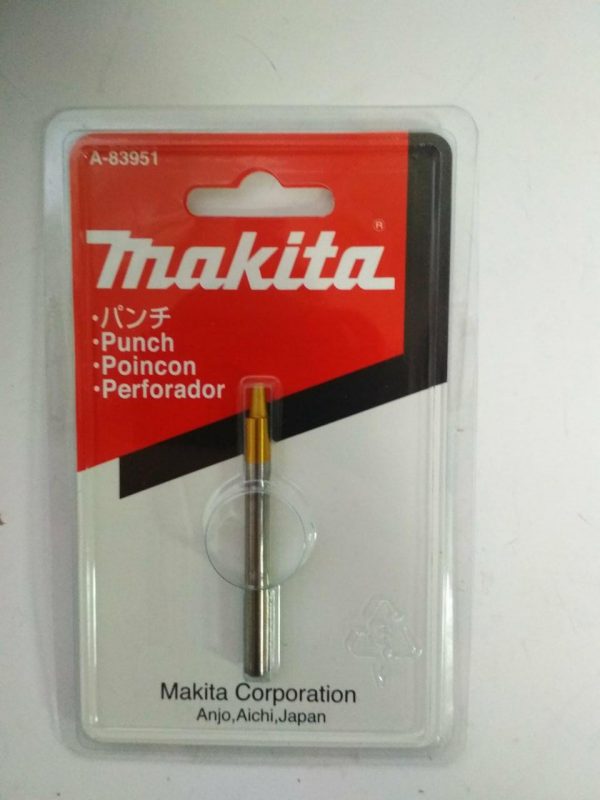 A-83951
makita®
・パンチ
・Punch
・Poincon
・Perforador
Makita Corporation
Anjo,Aichi,Japan